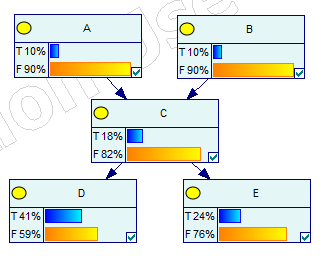 A
T 10%
F 90%
B
T 10%
F 90%
C
T 18%
F 82%
D
T 41%
F 59%
E
T 24%
F 76%